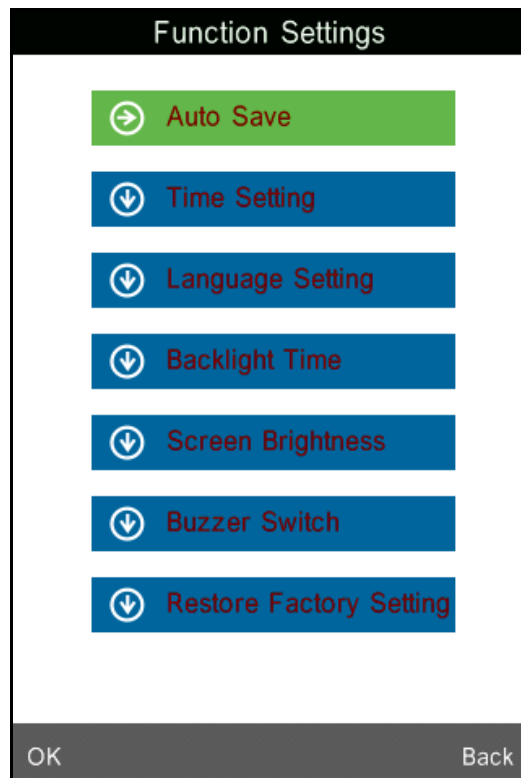 Function Settings
Auto Save
Time Setting
Language Setting
Backlight Time
Screen Brightness
Buzzer Switch
Restore Factory Setting
OK Back